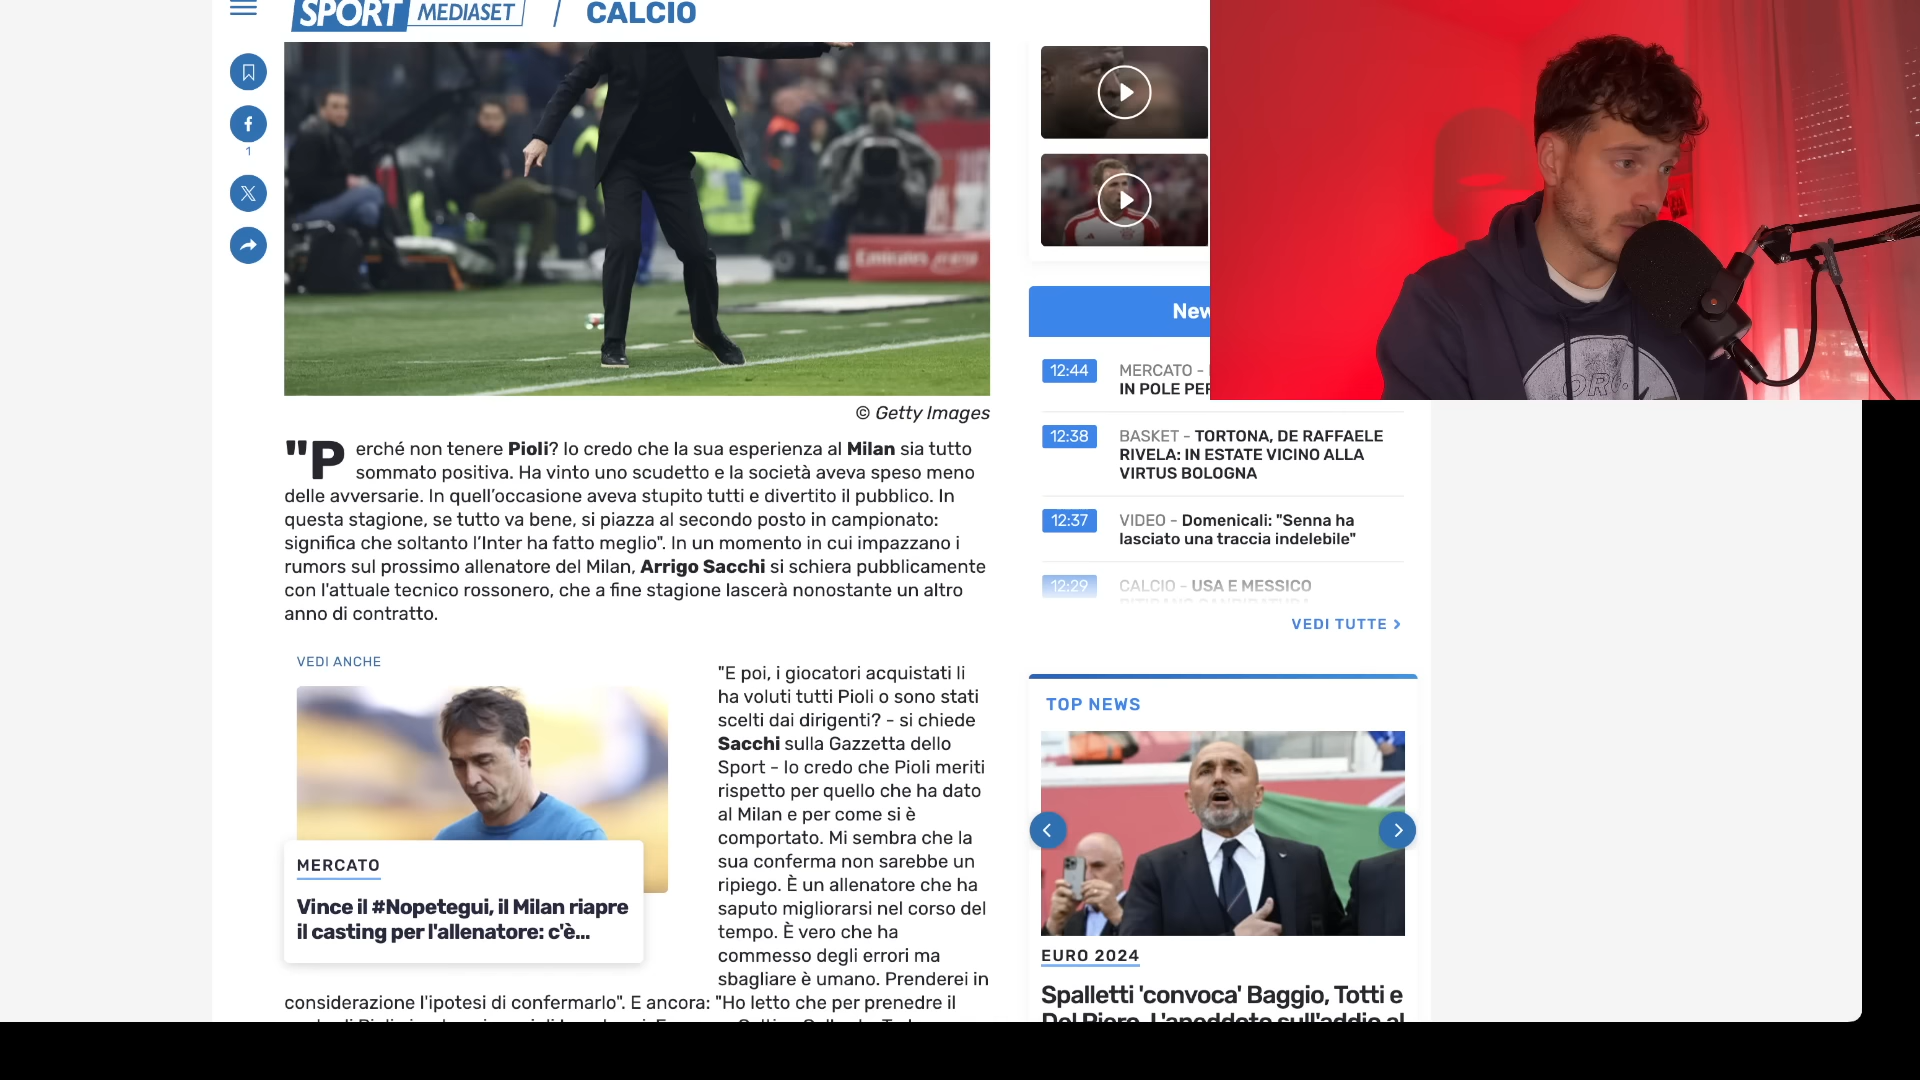 SPORT MEDIASET / CALCIO
1
Emirates
© Getty Images
"Perché non tenere Pioli? Io credo che la sua esperienza al Milan sia tutto
sommato positiva. Ha vinto uno scudetto e la società aveva speso meno
delle avversarie. In quell'occasione aveva stupito tutti e divertito il pubblico. In
questa stagione, se tutto va bene, si piazza al secondo posto in campionato:
significa che soltanto l'Inter ha fatto meglio". In un momento in cui impazzano i
rumors sul prossimo allenatore del Milan, Arrigo Sacchi si schiera pubblicamente
con l'attuale tecnico rossonero, che a fine stagione lascerà nonostante un altro
anno di contratto.
VEDI ANCHE
MERCATO
Vince il #Nopetegui, il Milan riapre
il casting per l'allenatore: c'è...
"E poi, i giocatori acquistati li
ha voluti tutti Pioli o sono stati
scelti dai dirigenti? - si chiede
Sacchi sulla Gazzetta dello
Sport - Io credo che Pioli meriti
rispetto per quello che ha dato
al Milan e per come si è
comportato. Mi sembra che la
sua conferma non sarebbe un
ripiego. È un allenatore che ha
saputo migliorarsi nel corso del
tempo. È vero che ha
commesso degli errori ma
sbagliare è umano. Prenderei in
considerazione l'ipotesi di confermarlo". E ancora: "Ho letto che per prenedre il
New
12:44
MERCATO -
IN POLE PER
12:38
BASKET - TORTONA, DE RAFFAELE
RIVELA: IN ESTATE VICINO ALLA
VIRTUS BOLOGNA
12:37
VIDEO - Domenicali: "Senna ha
lasciato una traccia indelebile"
12:29
CALCIO - USA E MESSICO
VEDI TUTTE >
TOP NEWS
EURO 2024
Spalletti 'convoca' Baggio, Totti e
Del Piero. L'aneddoto sull'addio al